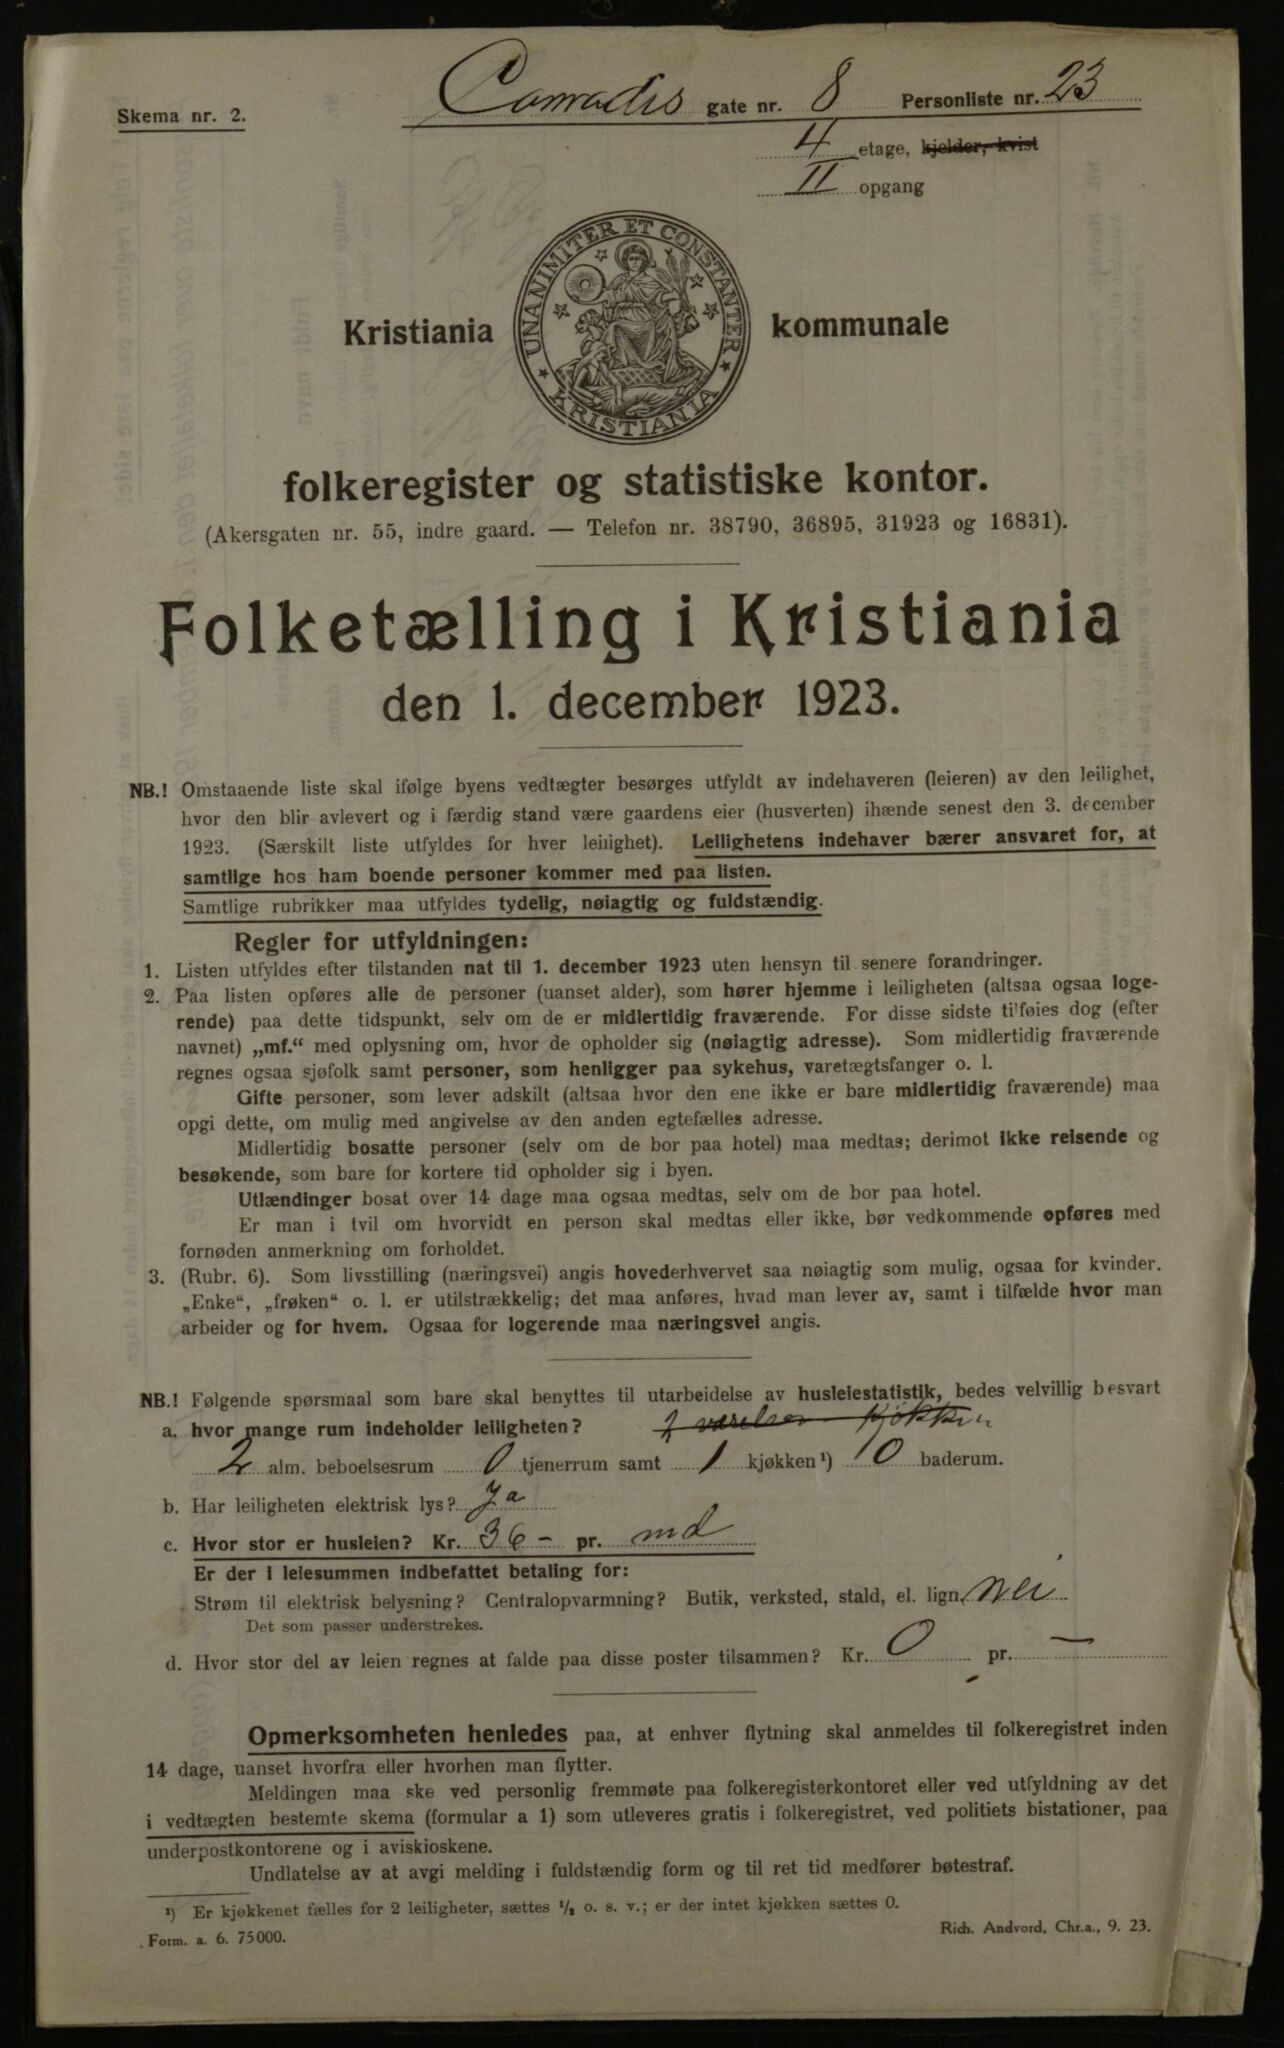 Skema nr. 2.
Conradis gate nr. 8 Personliste nr. 23
4 etage, kjelder, kvist
II opgang
UNANIMITER ET CONSTANTER
KRISTIANIA
Kristiania kommunale
folkeregister og statistiske kontor.
(Akersgaten nr. 55, indre gaard. — Telefon nr. 38790, 36895, 31923 og 16831).
Folketælling i Kristiania
den 1. december 1923.
NB.! Omstaaende liste skal ifølge byens vedtægter besørges utfyldt av indehaveren (leieren) av den leilighet,
hvor den blir avlevert og i færdig stand være gaardens eier (husverten) ihænde senest den 3. december
1923. (Særskilt liste utfyldes for hver leilighet). Leilighetens indehaver bærer ansvaret for, at
samtlige hos ham boende personer kommer med paa listen.
Samtlige rubrikker maa utfyldes tydelig, nøiagtig og fuldstændig.
Regler for utfyldningen:
1. Listen utfyldes efter tilstanden nat til 1. december 1923 uten hensyn til senere forandringer.
2. Paa listen opføres alle de personer (uanset alder), som hører hjemme i leiligheten (altsaa ogsaa loge-
rende) paa dette tidspunkt, selv om de er midlertidig fraværende. For disse sidste tilføies dog (efter
navnet) „mf.“ med oplysning om, hvor de opholder sig (nøiagtig adresse). Som midlertidig fraværende
regnes ogsaa sjøfolk samt personer, som henligger paa sykehus, varetægtsfanger o. l.
Gifte personer, som lever adskilt (altsaa hvor den ene ikke er bare midlertidig fraværende) maa
opgi dette, om mulig med angivelse av den anden egtefælles adresse.
Midlertidig bosatte personer (selv om de bor paa hotel) maa medtas; derimot ikke reisende og
besøkende, som bare for kortere tid opholder sig i byen.
Utlændinger bosat over 14 dage maa ogsaa medtas, selv om de bor paa hotel.
Er man i tvil om hvorvidt en person skal medtas eller ikke, bør vedkommende opføres med
fornøden anmerkning om forholdet.
3. (Rubr. 6). Som livsstilling (næringsvei) angis hovederhvervet saa nøiagtig som mulig, ogsaa for kvinder.
„Enke“, „frøken“ o. l. er utilstrækkelig; det maa anføres, hvad man lever av, samt i tilfælde hvor man
arbeider og for hvem. Ogsaa for logerende maa næringsvei angis.
NB.! Følgende spørsmaal som bare skal benyttes til utarbeidelse av husleiestatistik, bedes velvillig besvart
a. hvor mange rum indeholder leiligheten? værelser Kjøkken
2 alm. beboelsesrum 0 tjenerrum samt 1 kjøkken¹) 0 baderum.
b. Har leiligheten elektrisk lys? Ja
c. Hvor stor er husleien? Kr. 36 - pr. md
Er der i leiesummen indbefattet betaling for:
Strøm til elektrisk belysning? Centralopvarmning? Butik, verksted, stald, el. lign. nei
Det som passer understrekes.
d. Hvor stor del av leien regnes at falde paa disse poster tilsammen? Kr. 0 pr. —
Opmerksomheten henledes paa, at enhver flytning skal anmeldes til folkeregistret inden
14 dage, uanset hvorfra eller hvorhen man flytter.
Meldingen maa ske ved personlig fremmøte paa folkeregisterkontoret eller ved utfyldning av det
i vedtægten bestemte skema (formular a 1) som utleveres gratis i folkeregistret, ved politiets bistationer, paa
underpostkontorene og i aviskioskene.
Undlatelse av at avgi melding i fuldstændig form og til ret tid medfører bøtestraf.
¹) Er kjøkkenet fælles for 2 leiligheter, sættes ½ o. s. v.; er der intet kjøkken sættes 0.
Form. a. 6. 75000.
Rich. Andvord, Chr.a., 9. 23.